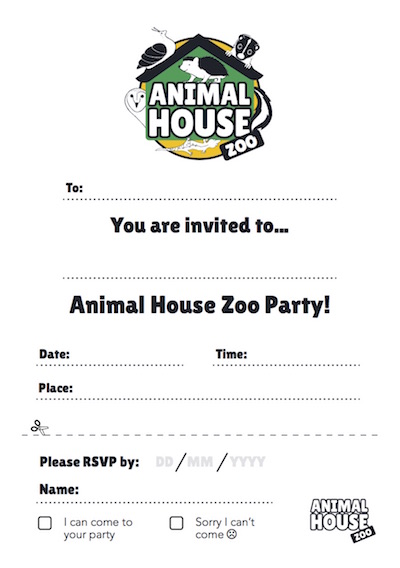 ANIMAL
HOUSE
ZOO
To:
You are invited to...
Animal House Zoo Party!
Date: Time:
Place:
Please RSVP by: DD/MM/YYYY
Name:
I can come to your party
Sorry I can't come ☹
ANIMAL
HOUSE
ZOO